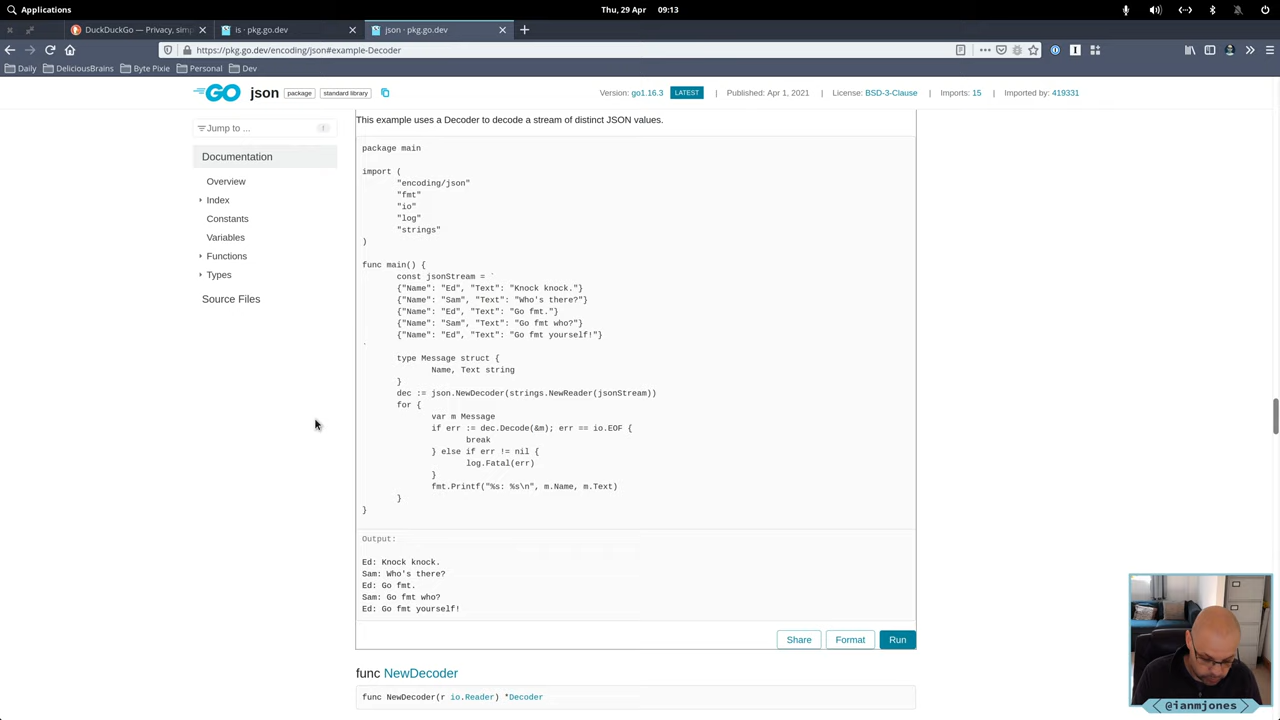 Applications
Thu, 29 Apr 09:13
DuckDuckGo — Privacy, simp
is · pkg.go.dev
json · pkg.go.dev
https://pkg.go.dev/encoding/json#example-Decoder
Daily
DeliciousBrains
Byte Pixie
Personal
Dev
GO json package standard library
Version: go1.16.3 LATEST | Published: Apr 1, 2021 | License: BSD-3-Clause | Imports: 15 | Imported by: 419331
Jump to ...
Documentation
Overview
Index
Constants
Variables
Functions
Types
Source Files
This example uses a Decoder to decode a stream of distinct JSON values.
package main
import (
"encoding/json"
"fmt"
"io"
"log"
"strings"
)
func main() {
const jsonStream = `
{"Name": "Ed", "Text": "Knock knock."}
{"Name": "Sam", "Text": "Who's there?"}
{"Name": "Ed", "Text": "Go fmt."}
{"Name": "Sam", "Text": "Go fmt who?"}
{"Name": "Ed", "Text": "Go fmt yourself!"}
`
type Message struct {
Name, Text string
}
dec := json.NewDecoder(strings.NewReader(jsonStream))
for {
var m Message
if err := dec.Decode(&m); err == io.EOF {
break
} else if err != nil {
log.Fatal(err)
}
fmt.Printf("%s: %s\n", m.Name, m.Text)
}
}
Output:
Ed: Knock knock.
Sam: Who's there?
Ed: Go fmt.
Sam: Go fmt who?
Ed: Go fmt yourself!
Share
Format
Run
func NewDecoder
func NewDecoder(r io.Reader) *Decoder
@ianmjones